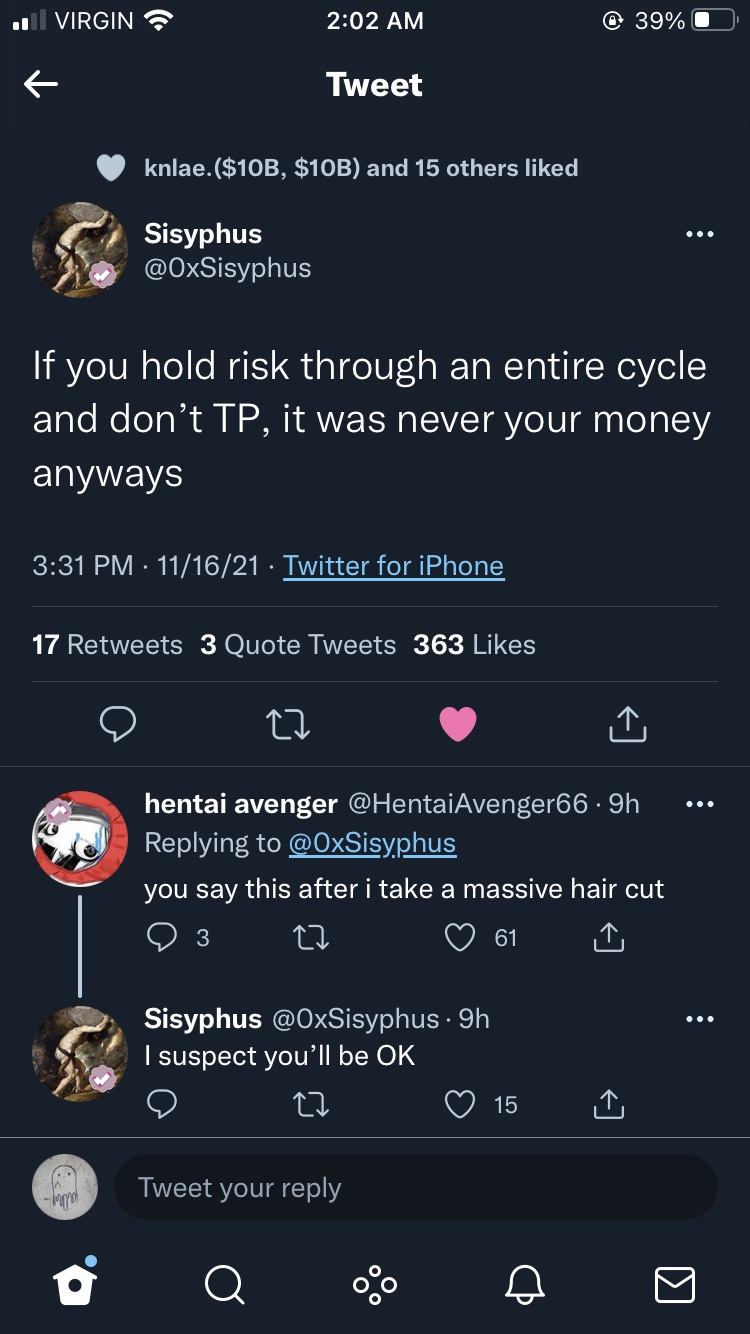 VIRGIN 2:02 AM 39%
Tweet
knlae.($10B, $10B) and 15 others liked
Sisyphus
@0xSisyphus
If you hold risk through an entire cycle
and don’t TP, it was never your money
anyways
3:31 PM · 11/16/21 · Twitter for iPhone
17 Retweets 3 Quote Tweets 363 Likes
hentai avenger @HentaiAvenger66 · 9h
Replying to @0xSisyphus
you say this after i take a massive hair cut
3 61
Sisyphus @0xSisyphus · 9h
I suspect you’ll be OK
15
Tweet your reply